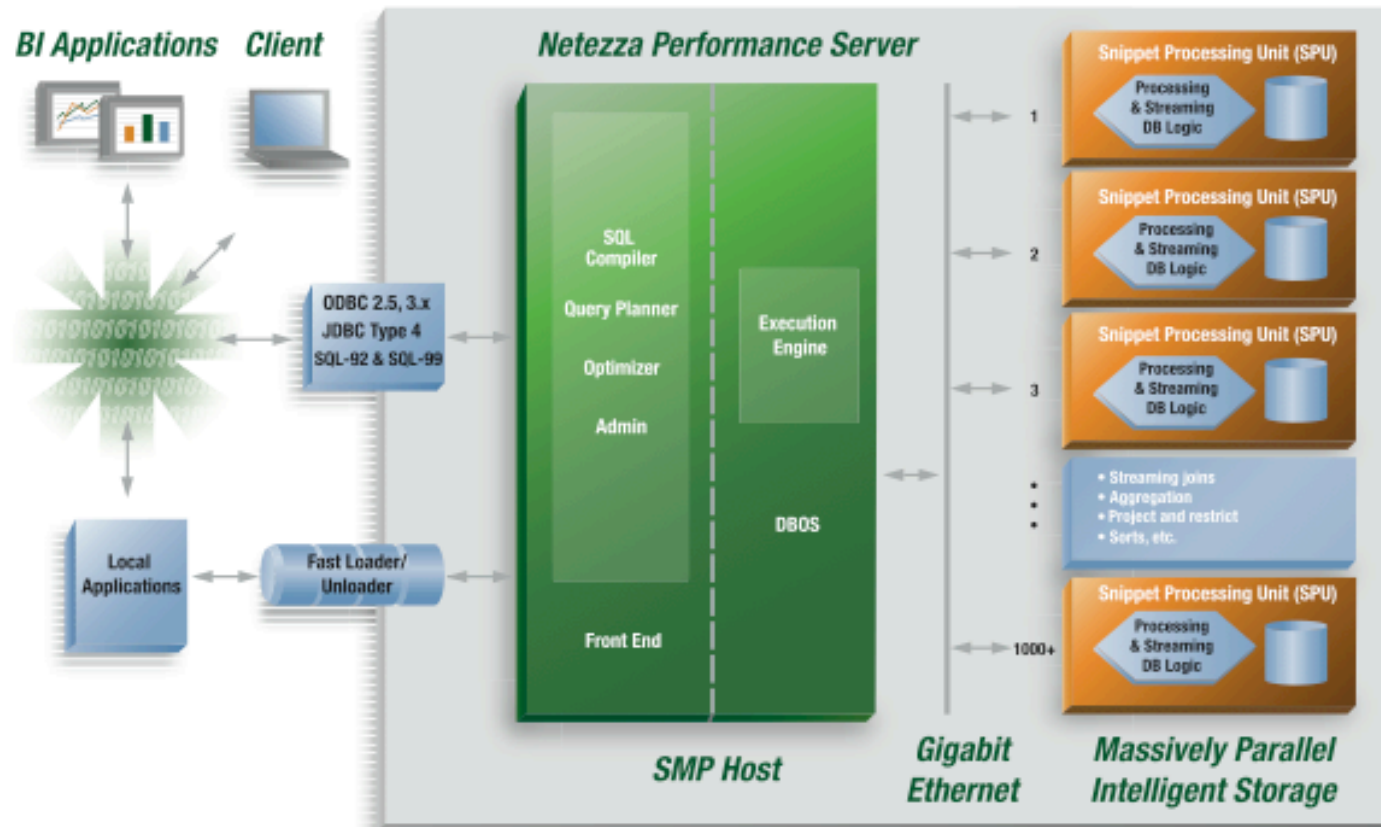 BI Applications
Client
Netezza Performance Server
Snippet Processing Unit (SPU)
Processing
& Streaming
DB Logic
1
Snippet Processing Unit (SPU)
Processing
& Streaming
DB Logic
2
SQL
Compiler
Query Planner
Optimizer
Admin
Execution
Engine
ODBC 2.5, 3.x
JDBC Type 4
SQL-92 & SQL-99
Snippet Processing Unit (SPU)
Processing
& Streaming
DB Logic
3
• Streaming joins
• Aggregation
• Project and restrict
• Sorts, etc.
DBOS
Local
Applications
Fast Loader/
Unloader
Front End
Snippet Processing Unit (SPU)
Processing
& Streaming
DB Logic
1000+
SMP Host
Gigabit
Ethernet
Massively Parallel
Intelligent Storage